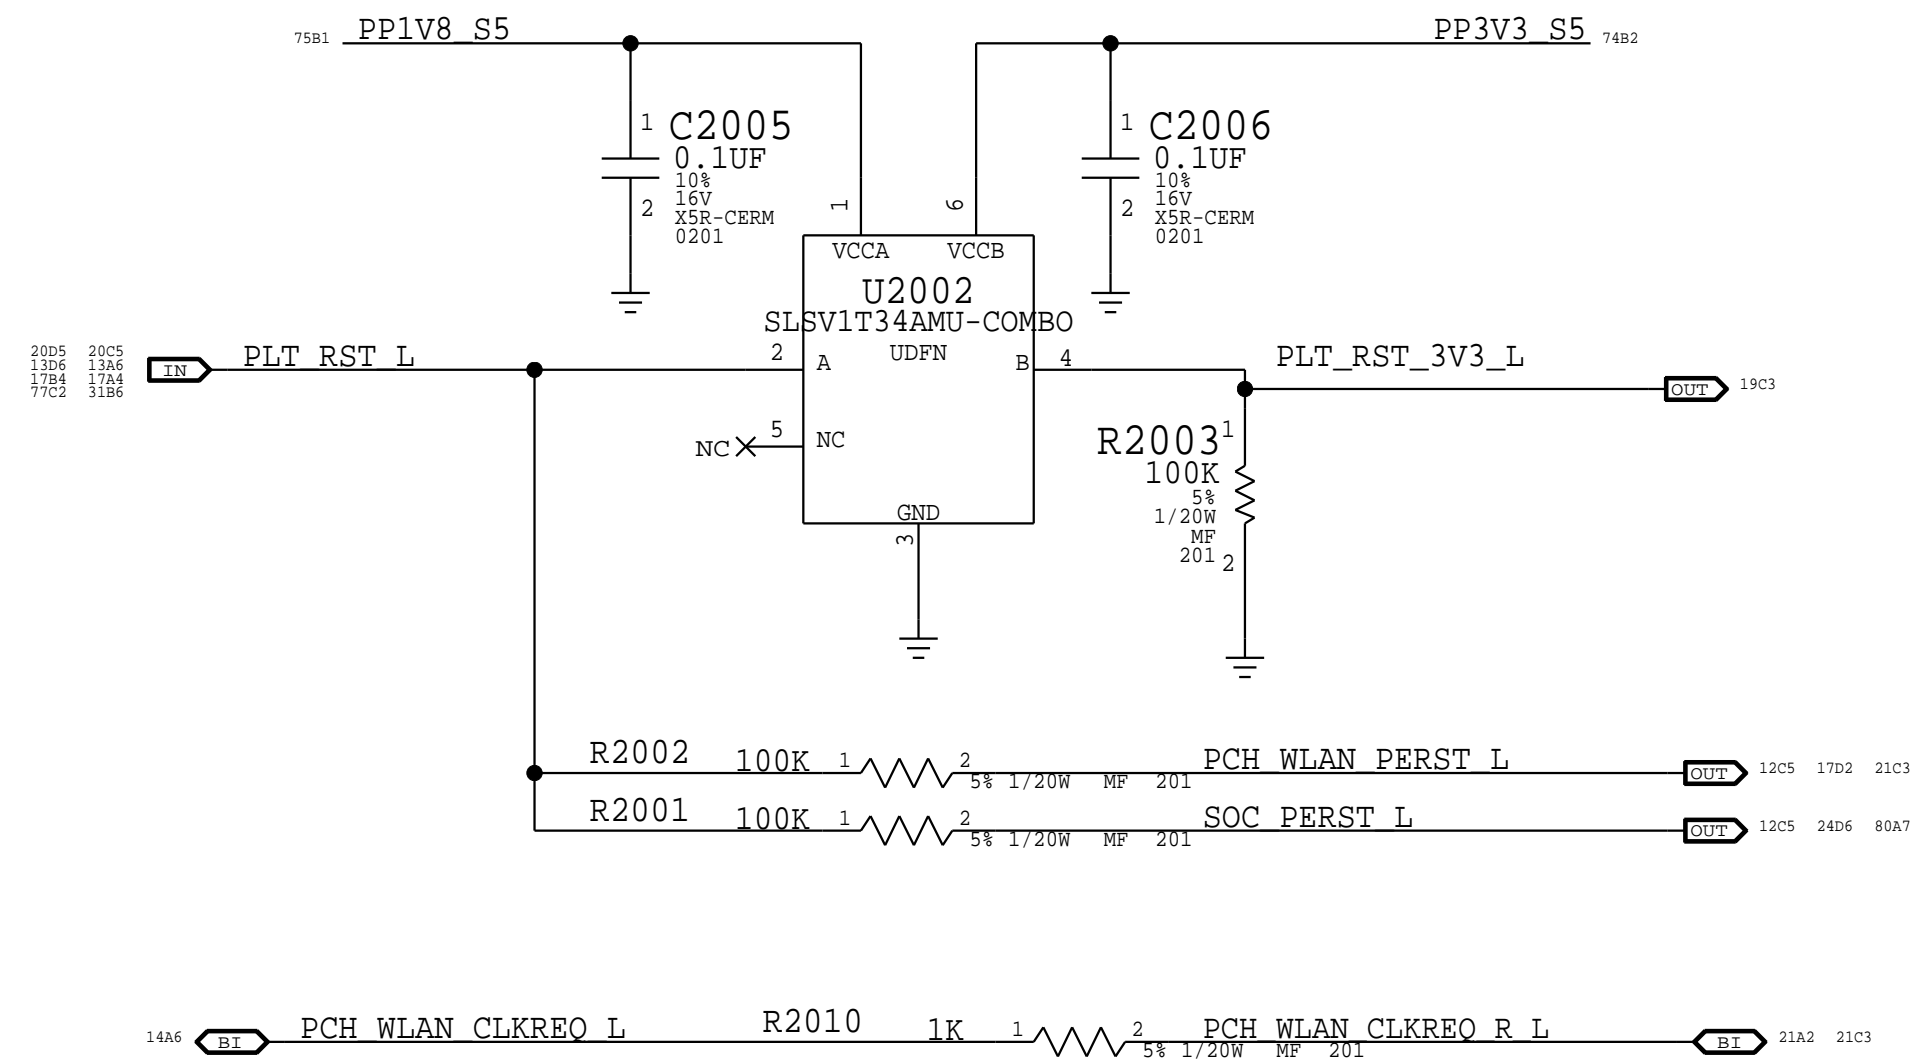 75B1 PP1V8_S5 PP3V3_S5 74B2
1 C2005 1 C2006
0.1UF 0.1UF
10% 10%
16V 16V
2 X5R-CERM 2 X5R-CERM
0201 0201
1 6
VCCA VCCB
U2002
SLSV1T34AMU-COMBO
UDFN
20D5 20C5
13D6 13A6
17B4 17A4
77C2 31B6
IN PLT_RST_L 2 A B 4 PLT_RST_3V3_L
OUT 19C3
NC 5 NC
R2003 1
100K
5%
1/20W
MF
201 2
GND
3
R2002 100K 1 2 PCH_WLAN_PERST_L OUT 12C5 17D2 21C3
5% 1/20W MF 201
R2001 100K 1 2 SOC_PERST_L OUT 12C5 24D6 80A7
5% 1/20W MF 201
14A6 BI PCH_WLAN_CLKREQ_L R2010 1K 1 2 PCH_WLAN_CLKREQ_R_L BI 21A2 21C3
5% 1/20W MF 201